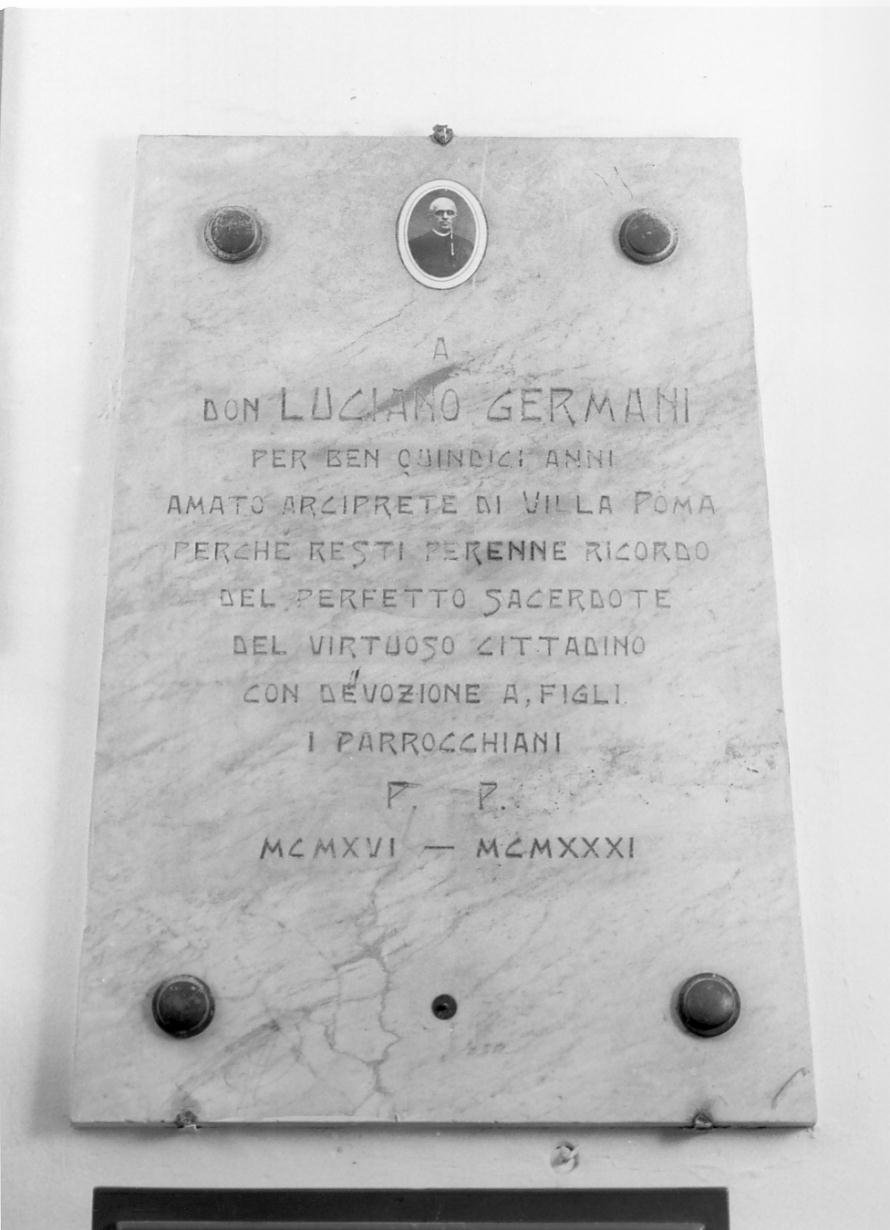 A
DON LUCIANO GERMANI
PER BEN QUINDICI ANNI
AMATO ARCIPRETE DI VILLA POMA
PERCHÉ RESTI PERENNE RICORDO
DEL PERFETTO SACERDOTE
DEL VIRTUOSO CITTADINO
CON DEVOZIONE A, FIGLI
I PARROCCHIANI
P. P.
MCMXVI — MCMXXXI